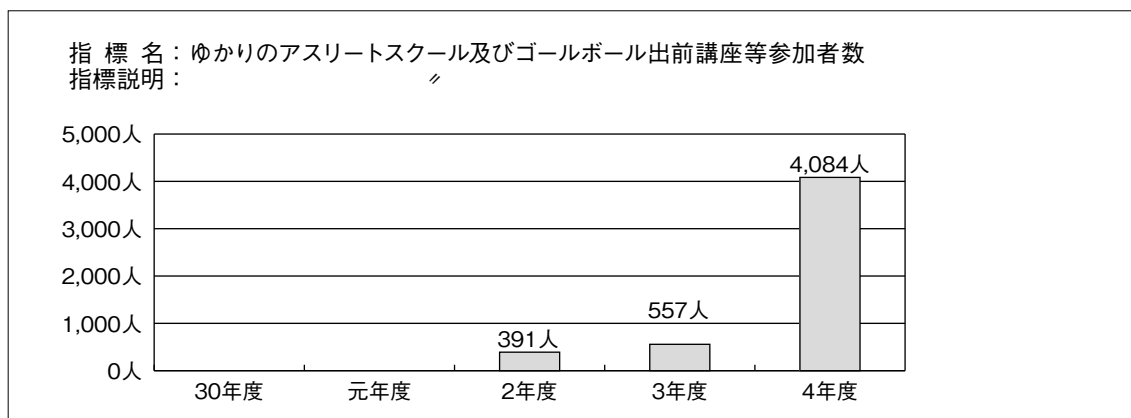 指標名：ゆかりのアスリートスクール及びゴールボール出前講座等参加者数
指標説明：〃
5,000人
4,000人
3,000人
2,000人
1,000人
0人
391人
557人
4,084人
30年度
元年度
2年度
3年度
4年度